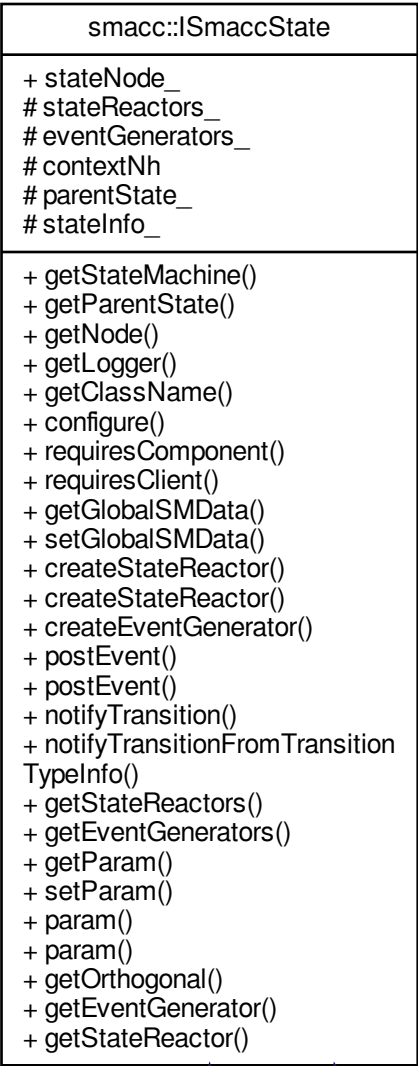 smacc::ISmaccState
+ stateNode_
# stateReactors_
# eventGenerators_
# contextNh
# parentState_
# stateInfo_
+ getStateMachine()
+ getParentState()
+ getNode()
+ getLogger()
+ getClassName()
+ configure()
+ requiresComponent()
+ requiresClient()
+ getGlobalSMData()
+ setGlobalSMData()
+ createStateReactor()
+ createStateReactor()
+ createEventGenerator()
+ postEvent()
+ postEvent()
+ notifyTransition()
+ notifyTransitionFromTransition
TypeInfo()
+ getStateReactors()
+ getEventGenerators()
+ getParam()
+ setParam()
+ param()
+ param()
+ getOrthogonal()
+ getEventGenerator()
+ getStateReactor()